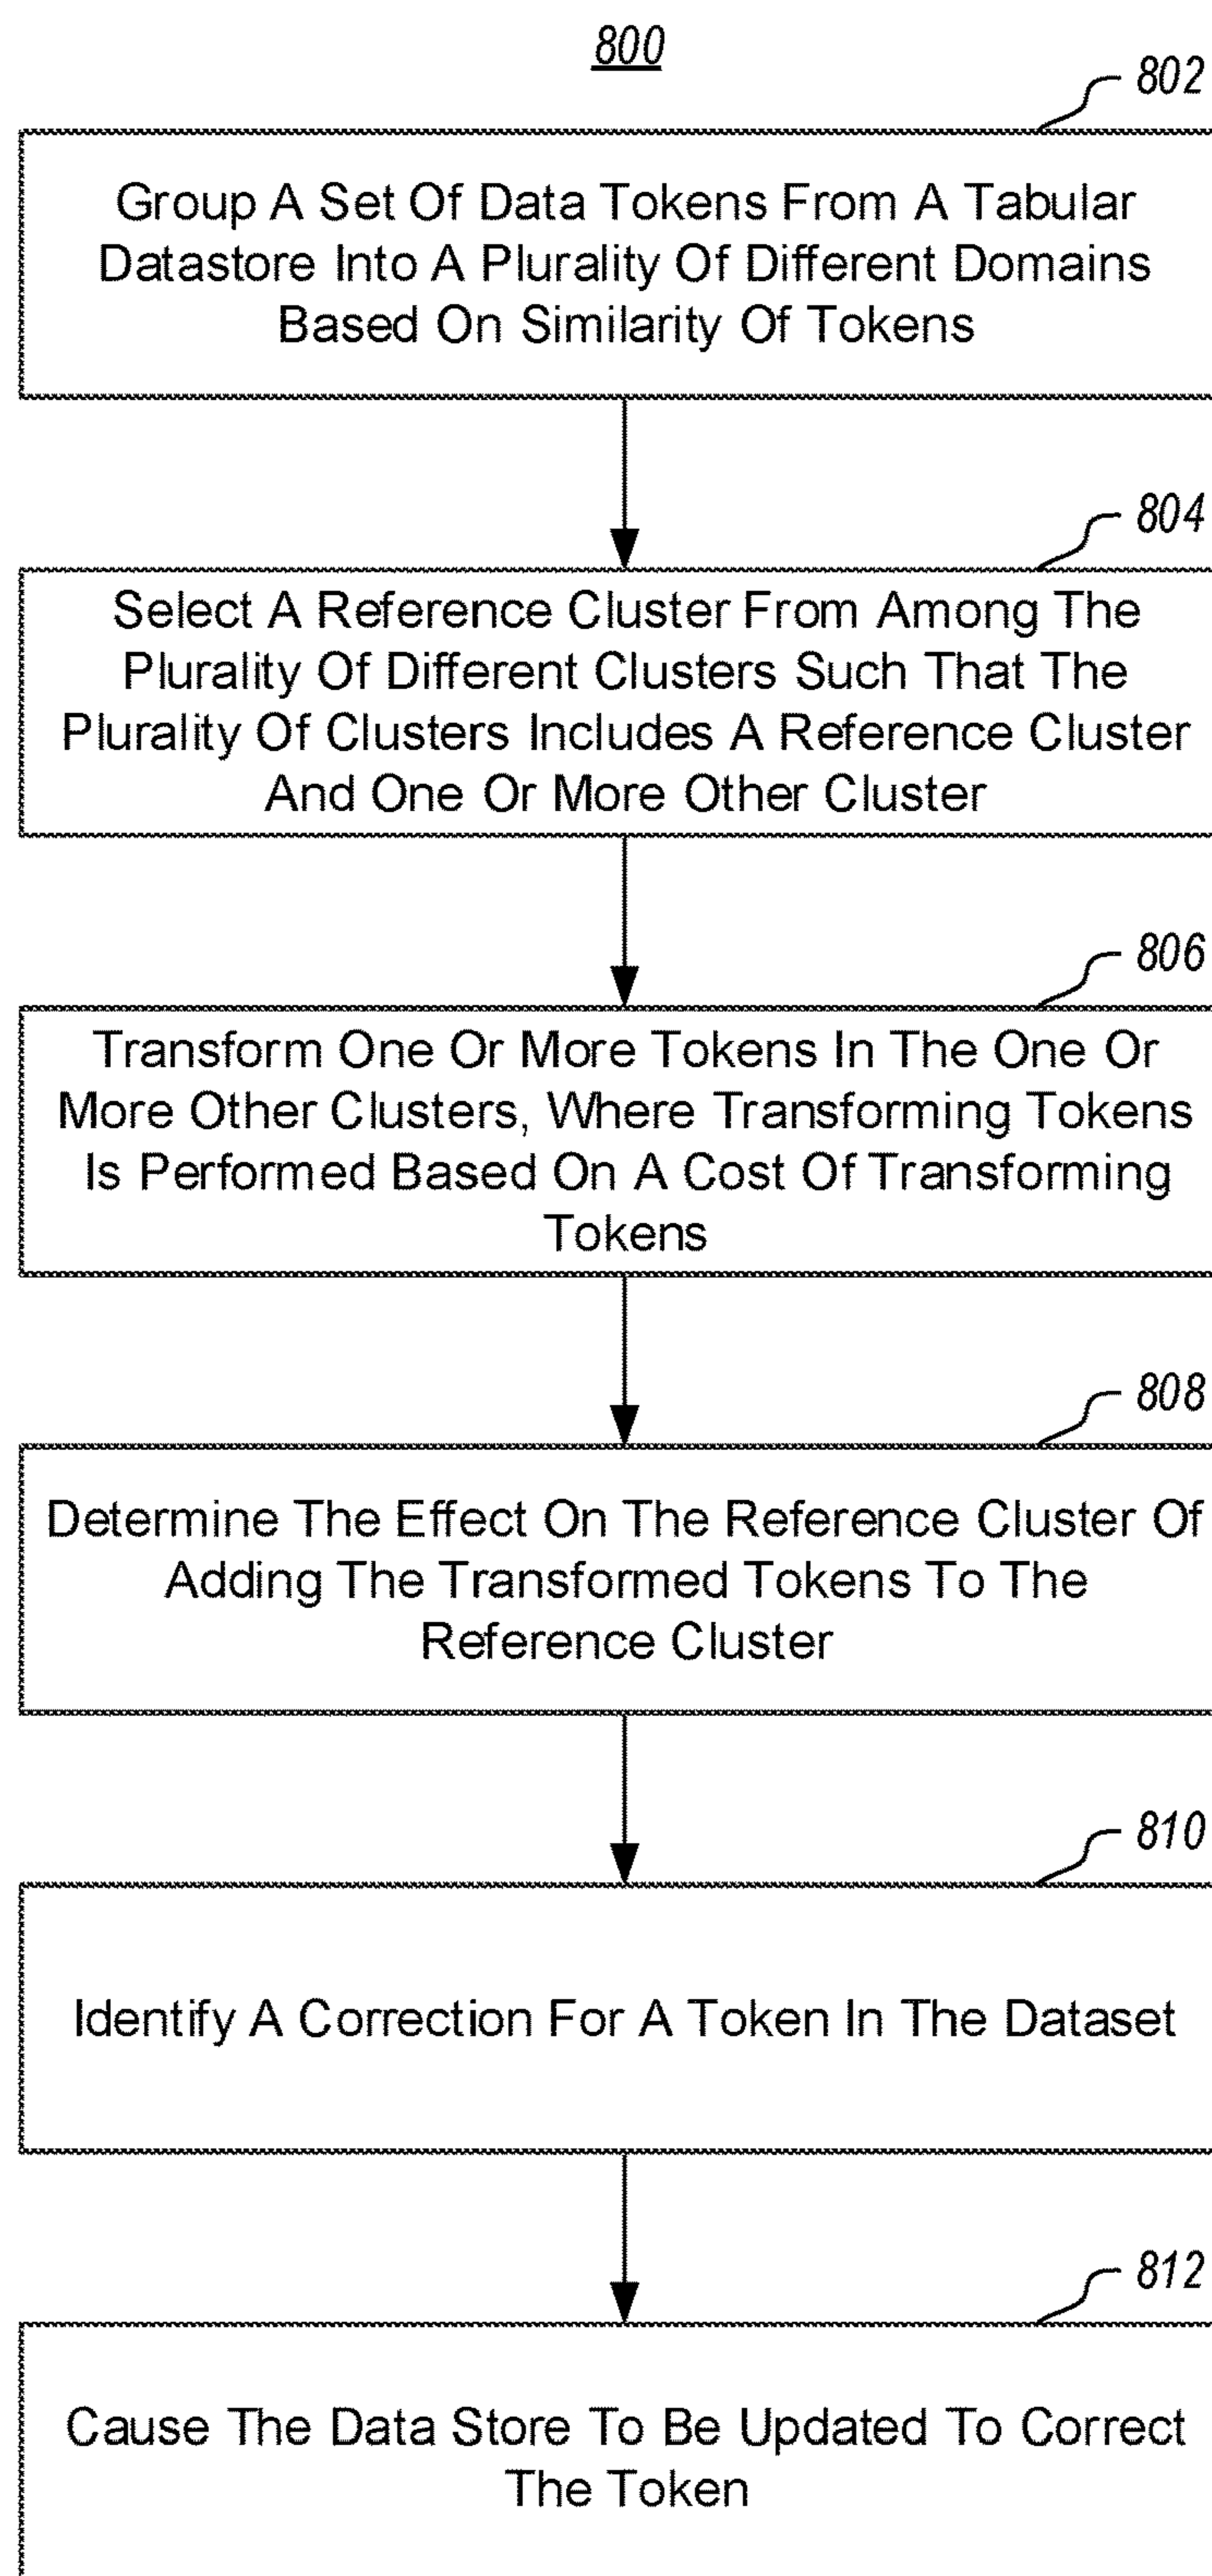 800
802
Group A Set Of Data Tokens From A Tabular
Datastore Into A Plurality Of Different Domains
Based On Similarity Of Tokens
804
Select A Reference Cluster From Among The
Plurality Of Different Clusters Such That The
Plurality Of Clusters Includes A Reference Cluster
And One Or More Other Cluster
806
Transform One Or More Tokens In The One Or
More Other Clusters, Where Transforming Tokens
Is Performed Based On A Cost Of Transforming
Tokens
808
Determine The Effect On The Reference Cluster Of
Adding The Transformed Tokens To The
Reference Cluster
810
Identify A Correction For A Token In The Dataset
812
Cause The Data Store To Be Updated To Correct
The Token